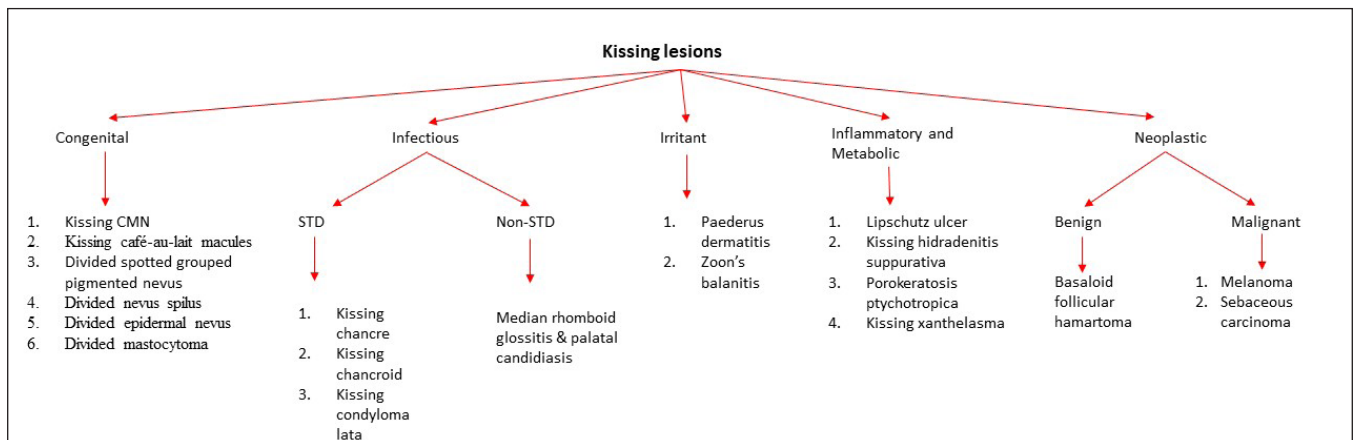 Kissing lesions
Congenital
Infectious
Irritant
Inflammatory and
Metabolic
Neoplastic
1. Kissing CMN
2. Kissing café-au-lait macules
3. Divided spotted grouped
pigmented nevus
4. Divided nevus spilus
5. Divided epidermal nevus
6. Divided mastocytoma
STD
1. Kissing
chancre
2. Kissing
chancroid
3. Kissing
condyloma
lata
Non-STD
Median rhomboid
glossitis & palatal
candidiasis
1. Paederus
dermatitis
2. Zoon's
balanitis
1. Lipschutz ulcer
2. Kissing hidradenitis
suppurativa
3. Porokeratosis
ptychotropica
4. Kissing xanthelasma
Benign
Basaloid
follicular
hamartoma
Malignant
1. Melanoma
2. Sebaceous
carcinoma